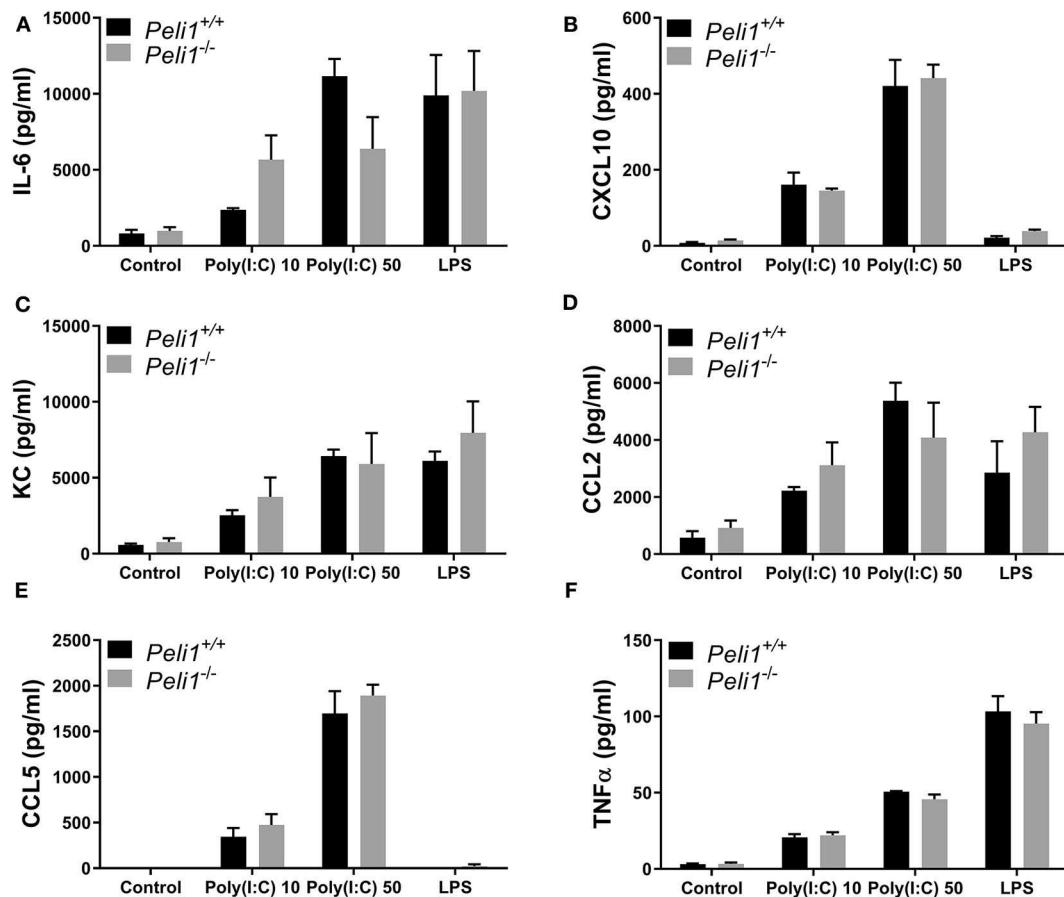 A
IL-6 (pg/ml)
15000
10000
5000
0
Peli1+/+
Peli1-/-
Control Poly(I:C) 10 Poly(I:C) 50 LPS
B
CXCL10 (pg/ml)
600
400
200
0
Peli1+/+
Peli1-/-
Control Poly(I:C) 10 Poly(I:C) 50 LPS
C
KC (pg/ml)
15000
10000
5000
0
Peli1+/+
Peli1-/-
Control Poly(I:C) 10 Poly(I:C) 50 LPS
D
CCL2 (pg/ml)
8000
6000
4000
2000
0
Peli1+/+
Peli1-/-
Control Poly(I:C) 10 Poly(I:C) 50 LPS
E
CCL5 (pg/ml)
2500
2000
1500
1000
500
0
Peli1+/+
Peli1-/-
Control Poly(I:C) 10 Poly(I:C) 50 LPS
F
TNFα (pg/ml)
150
100
50
0
Peli1+/+
Peli1-/-
Control Poly(I:C) 10 Poly(I:C) 50 LPS